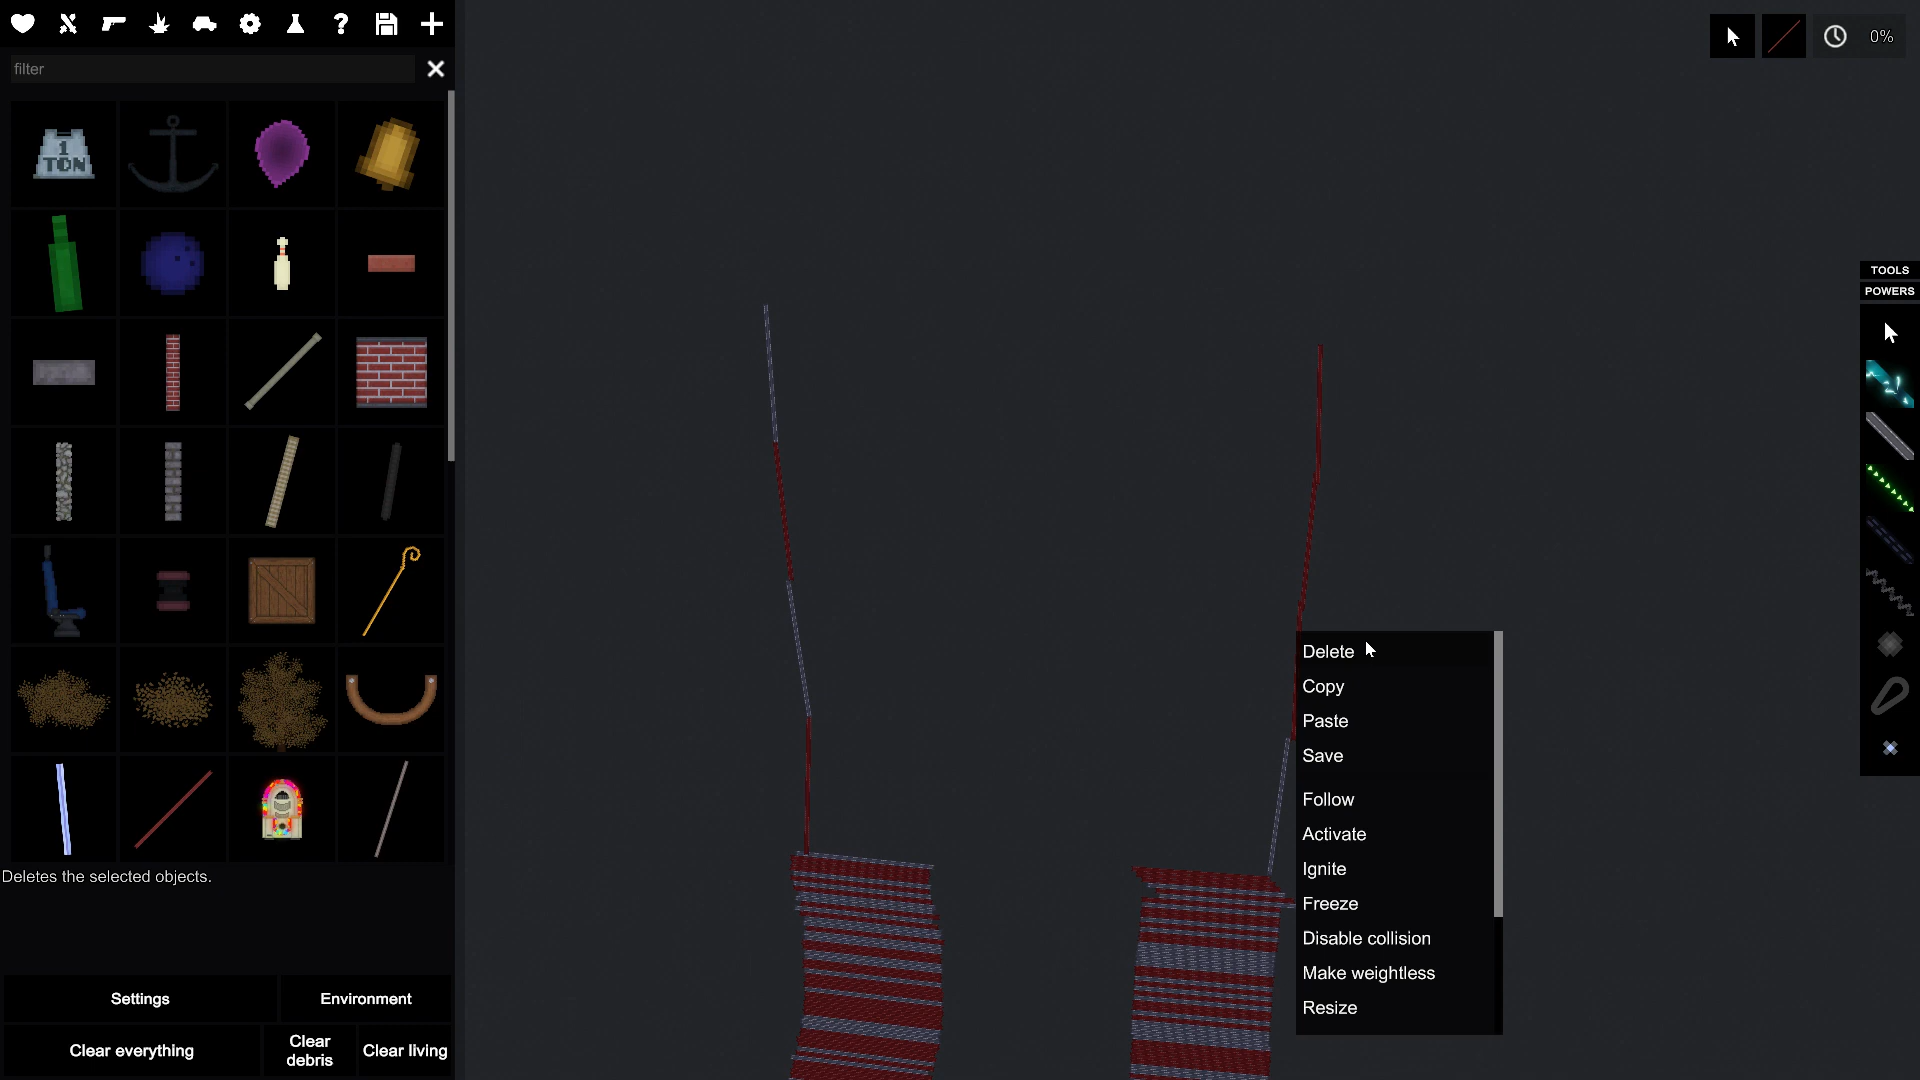 filter
0%
1
TON
TOOLS
POWERS
Delete
Copy
Paste
Save
Follow
Activate
Ignite
Freeze
Disable collision
Make weightless
Resize
Deletes the selected objects.
Settings
Environment
Clear everything
Clear
debris
Clear living